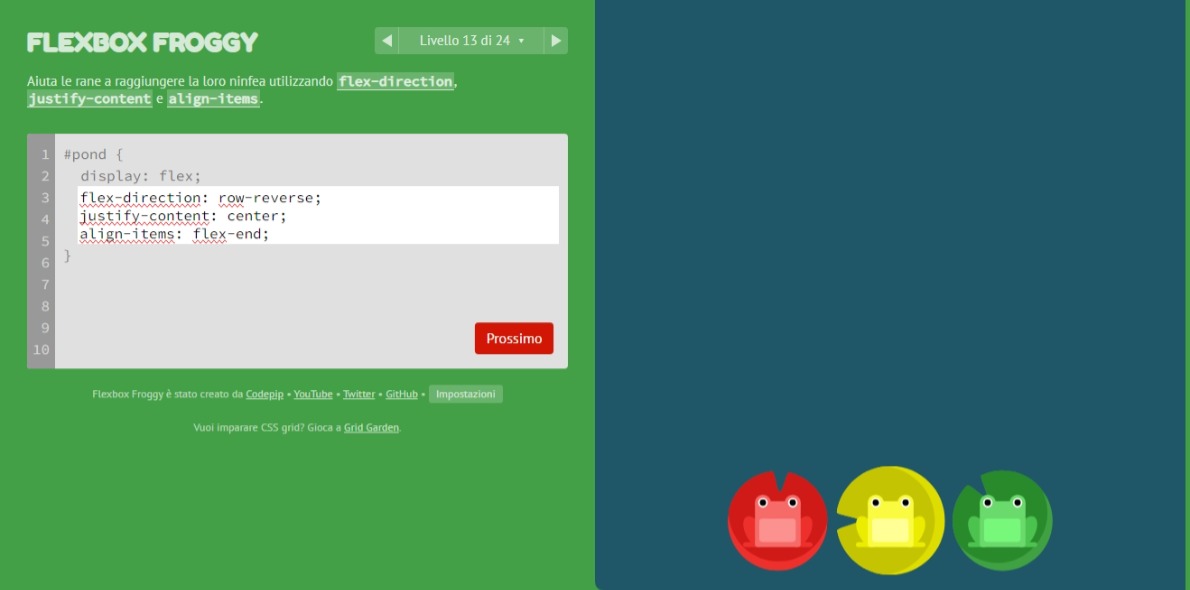 FLEXBOX FROGGY
Livello 13 di 24
Aiuta le rane a raggiungere la loro ninfea utilizzando flex-direction,
justify-content e align-items.
1 #pond {
2 display: flex;
3 flex-direction: row-reverse;
4 justify-content: center;
5 align-items: flex-end;
6 }
7
8
9
10
Prossimo
Flexbox Froggy è stato creato da Codepip • YouTube • Twitter • GitHub • Impostazioni
Vuoi imparare CSS grid? Gioca a Grid Garden.